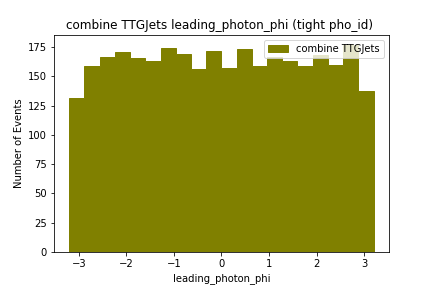 combine TTGJets leading_photon_phi (tight pho_id)
combine TTGJets
Number of Events
175
150
125
100
75
50
25
0
−3 −2 −1 0 1 2 3
leading_photon_phi